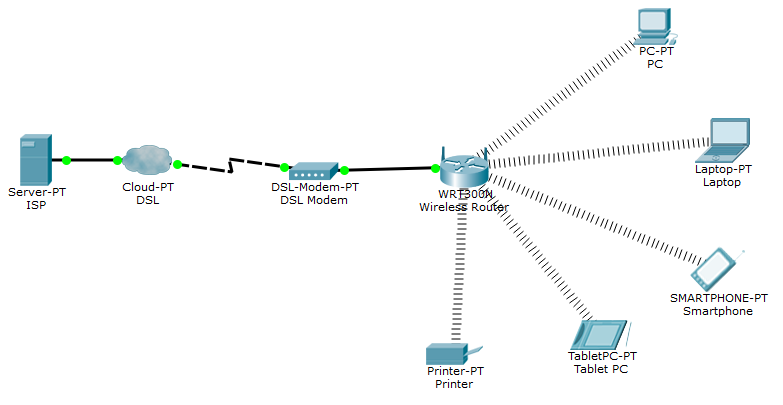 PC-PT
PC
Laptop-PT
Laptop
Server-PT
ISP
Cloud-PT
DSL
DSL-Modem-PT
DSL Modem
WRT300N
Wireless Router
SMARTPHONE-PT
Smartphone
TabletPC-PT
Tablet PC
Printer-PT
Printer